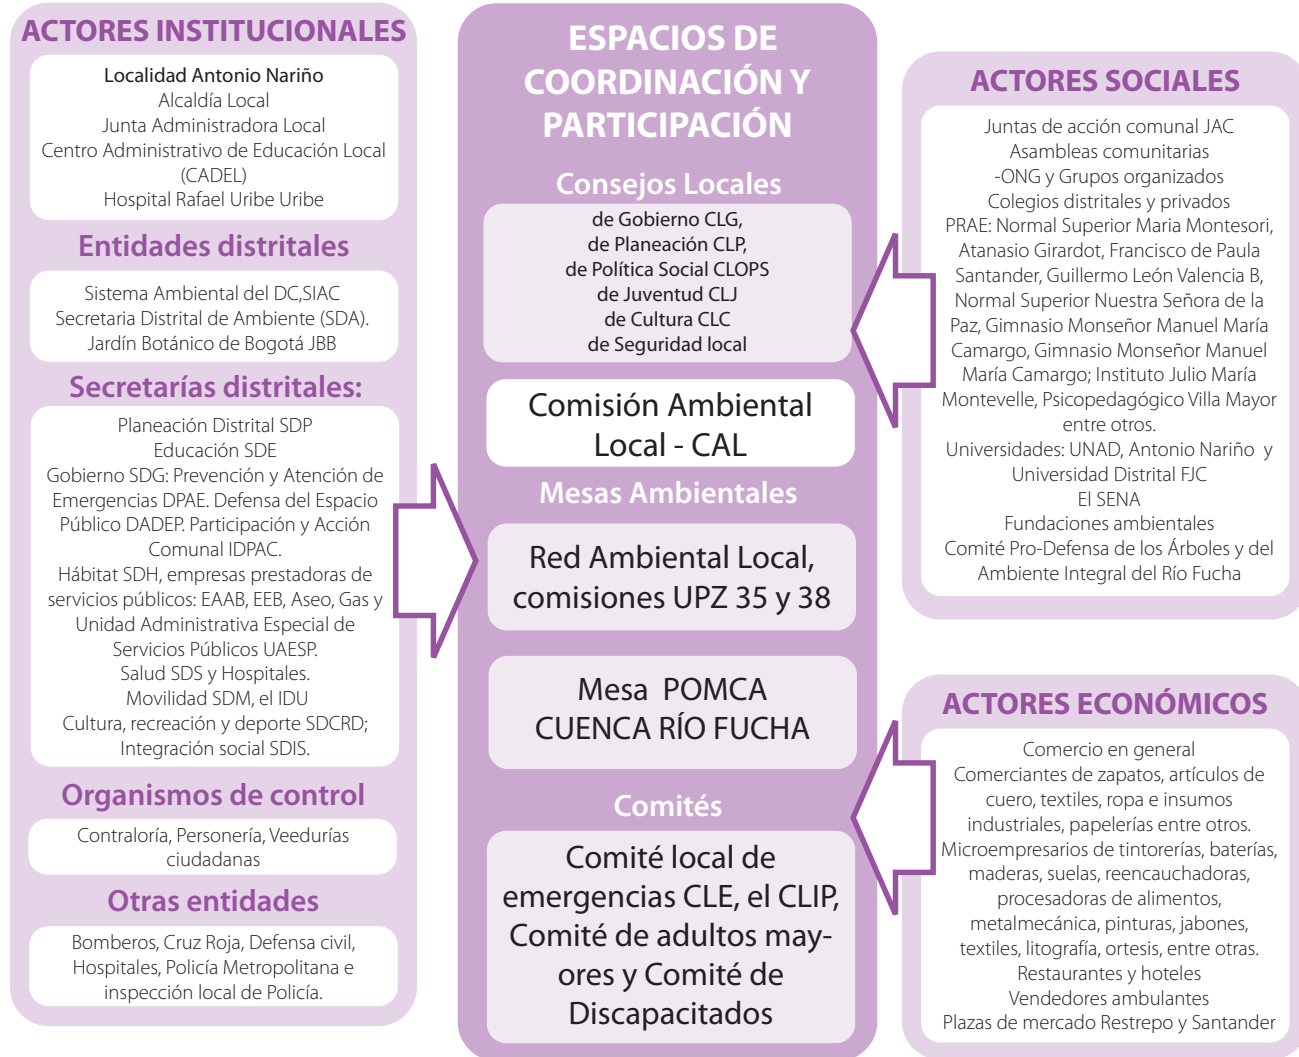 ACTORES INSTITUCIONALES
Localidad Antonio Nariño
Alcaldía Local
Junta Administradora Local
Centro Administrativo de Educación Local
(CADEL)
Hospital Rafael Uribe Uribe
Entidades distritales
Sistema Ambiental del DC,SIAC
Secretaria Distrital de Ambiente (SDA).
Jardín Botánico de Bogotá JBB
Secretarías distritales:
Planeación Distrital SDP
Educación SDE
Gobierno SDG: Prevención y Atención de
Emergencias DPAE. Defensa del Espacio
Público DADEP. Participación y Acción
Comunal IDPAC.
Hábitat SDH, empresas prestadoras de
servicios públicos: EAAB, EEB, Aseo, Gas y
Unidad Administrativa Especial de
Servicios Públicos UAESP.
Salud SDS y Hospitales.
Movilidad SDM, el IDU
Cultura, recreación y deporte SDCRD;
Integración social SDIS.
Organismos de control
Contraloría, Personería, Veedurías
ciudadanas
Otras entidades
Bomberos, Cruz Roja, Defensa civil,
Hospitales, Policía Metropolitana e
inspección local de Policía.
ESPACIOS DE
COORDINACIÓN Y
PARTICIPACIÓN
Consejos Locales
de Gobierno CLG,
de Planeación CLP,
de Política Social CLOPS
de Juventud CLJ
de Cultura CLC
de Seguridad local
Comisión Ambiental
Local - CAL
Mesas Ambientales
Red Ambiental Local,
comisiones UPZ 35 y 38
Mesa POMCA
CUENCA RÍO FUCHA
Comités
Comité local de
emergencias CLE, el CLIP,
Comité de adultos may-
ores y Comité de
Discapacitados
ACTORES SOCIALES
Juntas de acción comunal JAC
Asambleas comunitarias
-ONG y Grupos organizados
Colegios distritales y privados
PRAE: Normal Superior Maria Montesori,
Atanasio Girardot, Francisco de Paula
Santander, Guillermo León Valencia B,
Normal Superior Nuestra Señora de la
Paz, Gimnasio Monseñor Manuel María
Camargo, Gimnasio Monseñor Manuel
María Camargo; Instituto Julio María
Montevelle, Psicopedagógico Villa Mayor
entre otros.
Universidades: UNAD, Antonio Nariño y
Universidad Distrital FJC
El SENA
Fundaciones ambientales
Comité Pro-Defensa de los Árboles y del
Ambiente Integral del Río Fucha
ACTORES ECONÓMICOS
Comercio en general
Comerciantes de zapatos, artículos de
cuero, textiles, ropa e insumos
industriales, papelerías entre otros.
Microempresarios de tintorerías, baterías,
maderas, suelas, reencauchadoras,
procesadoras de alimentos,
metalmecánica, pinturas, jabones,
textiles, litografía, ortesis, entre otras.
Restaurantes y hoteles
Vendedores ambulantes
Plazas de mercado Restrepo y Santander